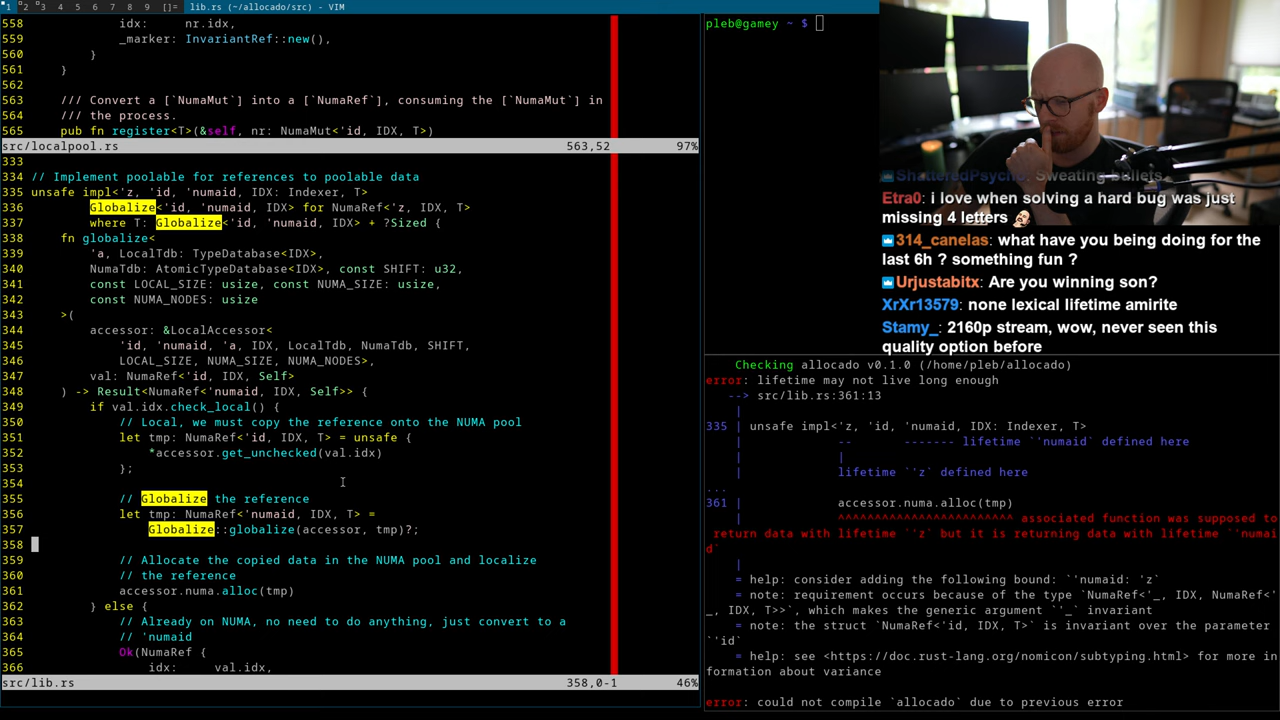 1 2 3 4 5 6 7 8 9 []= lib.rs (~/allocado/src) - VIM
558 idx: nr.idx,
559 _marker: InvariantRef::new(),
560 }
561 }
562
563 /// Convert a [`NumaMut`] into a [`NumaRef`], consuming the [`NumaMut`] in
564 /// the process.
565 pub fn register<T>(&self, nr: NumaMut<'id, IDX, T>)
src/localpool.rs 563,52 97%
333
334 // Implement poolable for references to poolable data
335 unsafe impl<'z, 'id, 'numaid, IDX: Indexer, T>
336 Globalize<'id, 'numaid, IDX> for NumaRef<'z, IDX, T>
337 where T: Globalize<'id, 'numaid, IDX> + ?Sized {
338 fn globalize<
339 'a, LocalTdb: TypeDatabase<IDX>,
340 NumaTdb: AtomicTypeDatabase<IDX>, const SHIFT: u32,
341 const LOCAL_SIZE: usize, const NUMA_SIZE: usize,
342 const NUMA_NODES: usize
343 >(
344 accessor: &LocalAccessor<
345 'id, 'numaid, 'a, IDX, LocalTdb, NumaTdb, SHIFT,
346 LOCAL_SIZE, NUMA_SIZE, NUMA_NODES>,
347 val: NumaRef<'id, IDX, Self>
348 ) -> Result<NumaRef<'numaid, IDX, Self>> {
349 if val.idx.check_local() {
350 // Local, we must copy the reference onto the NUMA pool
351 let tmp: NumaRef<'id, IDX, T> = unsafe {
352 *accessor.get_unchecked(val.idx)
353 };
354
355 // Globalize the reference
356 let tmp: NumaRef<'numaid, IDX, T> =
357 Globalize::globalize(accessor, tmp)?;
358
359 // Allocate the copied data in the NUMA pool and localize
360 // the reference
361 accessor.numa.alloc(tmp)
362 } else {
363 // Already on NUMA, no need to do anything, just convert to a
364 // 'numaid
365 Ok(NumaRef {
366 idx: val.idx,
src/lib.rs 358,0-1 46%
pleb@gamey ~ $
ShatteredPsycho: Sweating bullets
Etra0: i love when solving a hard bug was just
missing 4 letters
314_canelas: what have you being doing for the
last 6h ? something fun ?
Urjustabitx: Are you winning son?
XrXr13579: none lexical lifetime amirite
Stamy_: 2160p stream, wow, never seen this
quality option before
Checking allocado v0.1.0 (/home/pleb/allocado)
error: lifetime may not live long enough
--> src/lib.rs:361:13
|
335 | unsafe impl<'z, 'id, 'numaid, IDX: Indexer, T>
| -- ------- lifetime `'numaid` defined here
| |
| lifetime `'z` defined here
...
361 | accessor.numa.alloc(tmp)
| ^^^^^^^^^^^^^^^^^^^^^^^^ associated function was supposed to
return data with lifetime `'z` but it is returning data with lifetime `'numai
d`
|
= help: consider adding the following bound: `'numaid: 'z`
= note: requirement occurs because of the type `NumaRef<'_, IDX, NumaRef<'
_, IDX, T>>`, which makes the generic argument `'_` invariant
= note: the struct `NumaRef<'id, IDX, T>` is invariant over the parameter
`'id`
= help: see <https://doc.rust-lang.org/nomicon/subtyping.html> for more in
formation about variance
error: could not compile `allocado` due to previous error